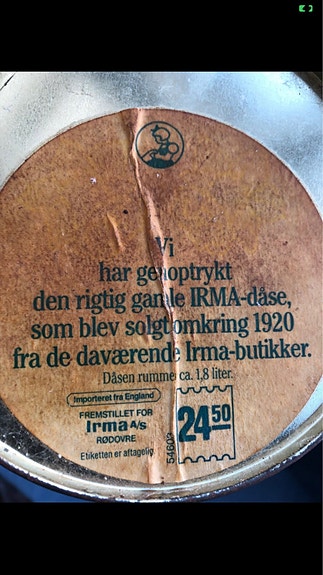 Vi
har genoptrykt
den rigtig gamle IRMA-dåse,
som blev solgt omkring 1920
fra de daværende Irma-butikker.
Dåsen rummer ca. 1,8 liter.
Importeret fra England
FREMSTILLET FOR
Irma A/S
RØDOVRE
Etiketten er aftagelig
24.50
54603